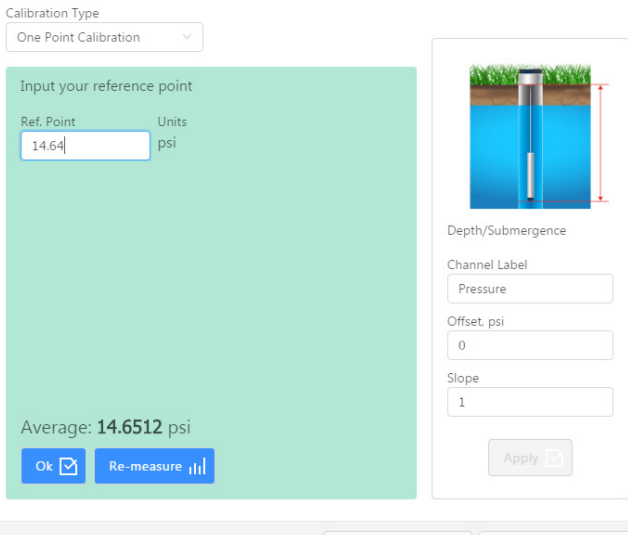 Calibration Type
One Point Calibration
Input your reference point
Ref. Point
Units
14.64
psi
Average: 14.6512 psi
Ok
Re-measure
Depth/Submergence
Channel Label
Pressure
Offset, psi
0
Slope
1
Apply